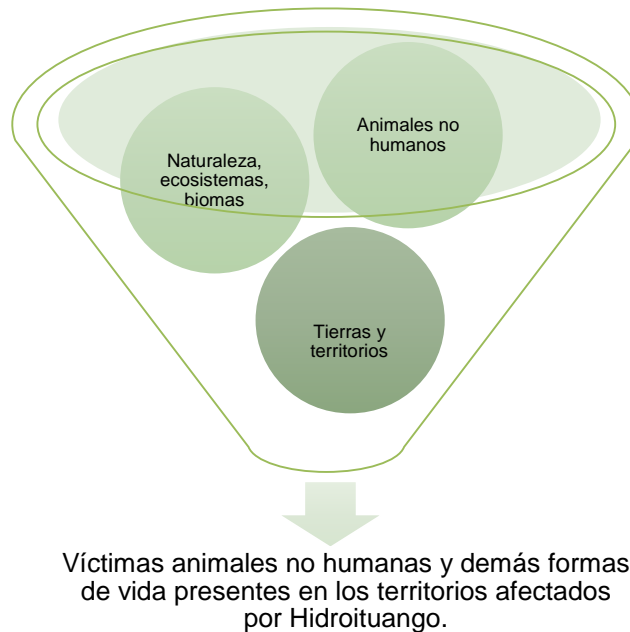 Animales no
humanos
Naturaleza,
ecosistemas,
biomas
Tierras y
territorios
Víctimas animales no humanas y demás formas
de vida presentes en los territorios afectados
por Hidroituango.